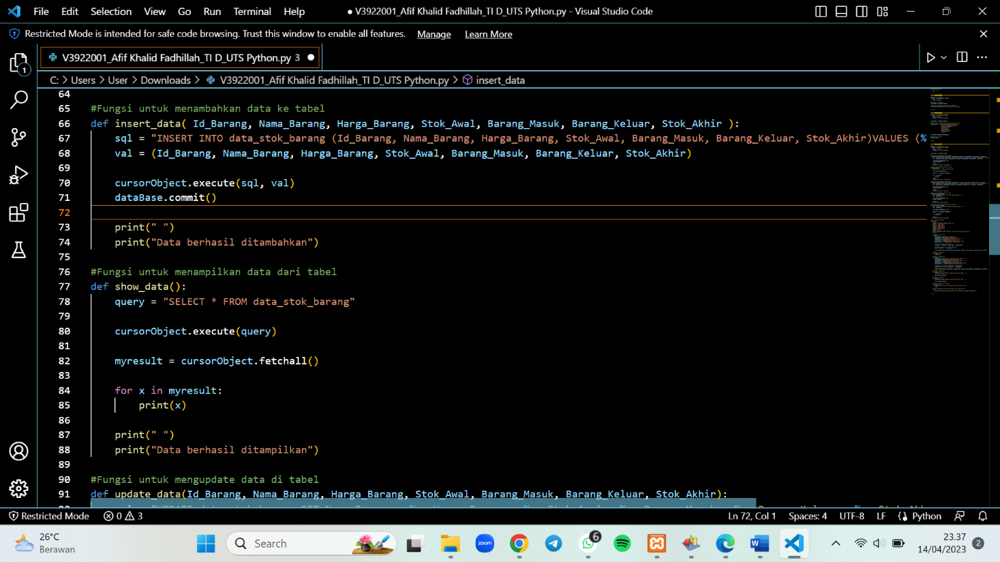 File Edit Selection View Go Run Terminal Help ● V3922001_Afif Khalid Fadhillah_TI D_UTS Python.py - Visual Studio Code
Restricted Mode is intended for safe code browsing. Trust this window to enable all features. Manage Learn More
V3922001_Afif Khalid Fadhillah_TI D_UTS Python.py 3 ●
1
C: > Users > User > Downloads > V3922001_Afif Khalid Fadhillah_TI D_UTS Python.py > insert_data
64
65 #Fungsi untuk menambahkan data ke tabel
66 def insert_data( Id_Barang, Nama_Barang, Harga_Barang, Stok_Awal, Barang_Masuk, Barang_Keluar, Stok_Akhir ):
67 sql = "INSERT INTO data_stok_barang (Id_Barang, Nama_Barang, Harga_Barang, Stok_Awal, Barang_Masuk, Barang_Keluar, Stok_Akhir)VALUES (%
68 val = (Id_Barang, Nama_Barang, Harga_Barang, Stok_Awal, Barang_Masuk, Barang_Keluar, Stok_Akhir)
69
70 cursorObject.execute(sql, val)
71 dataBase.commit()
72
73 print(" ")
74 print("Data berhasil ditambahkan")
75
76 #Fungsi untuk menampilkan data dari tabel
77 def show_data():
78 query = "SELECT * FROM data_stok_barang"
79
80 cursorObject.execute(query)
81
82 myresult = cursorObject.fetchall()
83
84 for x in myresult:
85 print(x)
86
87 print(" ")
88 print("Data berhasil ditampilkan")
89
90 #Fungsi untuk mengupdate data di tabel
91 def update_data(Id_Barang, Nama_Barang, Harga_Barang, Stok_Awal, Barang_Masuk, Barang_Keluar, Stok_Akhir):
Restricted Mode 0 3 Ln 72, Col 1 Spaces: 4 UTF-8 LF Python
26°C
Berawan
Search
zoom
6
23.37
14/04/2023
2